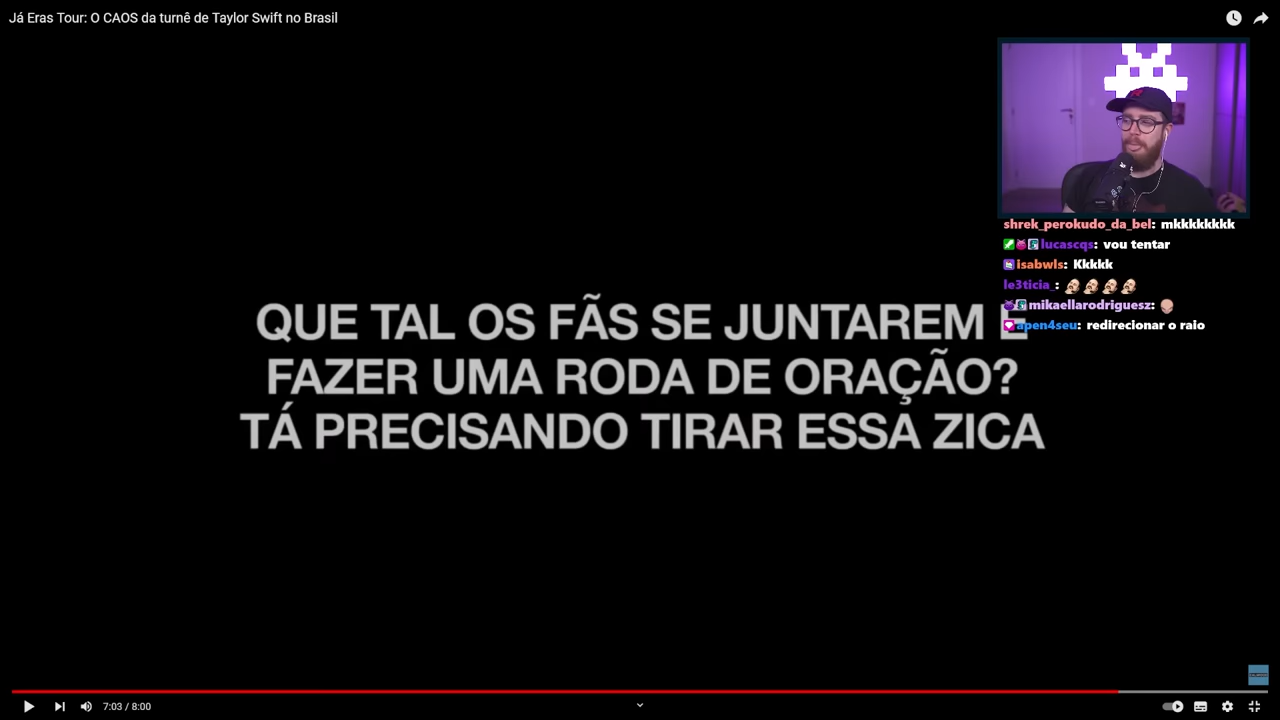 Já Eras Tour: O CAOS da turnê de Taylor Swift no Brasil
shrek_perokudo_da_bel: mkkkkkkkk
lucascqs: vou tentar
isabwls: Kkkkk
le3ticia_:
mikaellarodriguesz:
apen4seu: redirecionar o raio
QUE TAL OS FÃS SE JUNTAREM E
FAZER UMA RODA DE ORAÇÃO?
TÁ PRECISANDO TIRAR ESSA ZICA
7:03 / 8:00